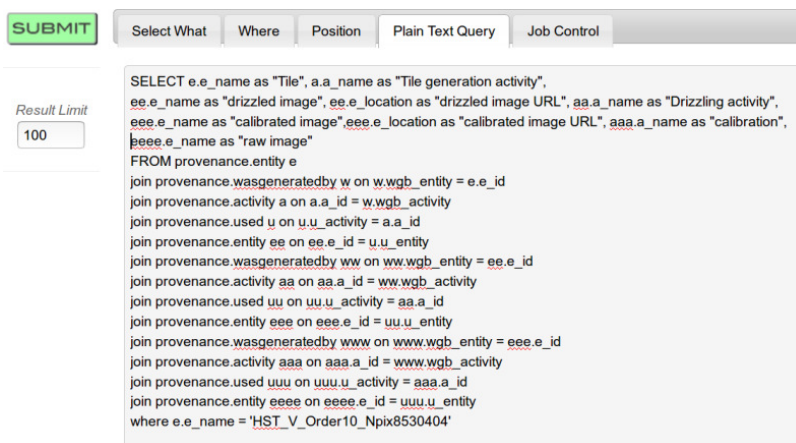 SUBMIT
Select What
Where
Position
Plain Text Query
Job Control
Result Limit
100
SELECT e.e_name as "Tile", a.a_name as "Tile generation activity",
ee.e_name as "drizzled image", ee.e_location as "drizzled image URL", aa.a_name as "Drizzling activity",
eee.e_name as "calibrated image",eee.e_location as "calibrated image URL", aaa.a_name as "calibration",
eeee.e_name as "raw image"
FROM provenance.entity e
join provenance.wasgeneratedby w on w.wgb_entity = e.e_id
join provenance.activity a on a.a_id = w.wgb_activity
join provenance.used u on u.u_activity = a.a_id
join provenance.entity ee on ee.e_id = u.u_entity
join provenance.wasgeneratedby ww on ww.wgb_entity = ee.e_id
join provenance.activity aa on aa.a_id = ww.wgb_activity
join provenance.used uu on uu.u_activity = aa.a_id
join provenance.entity eee on eee.e_id = uu.u_entity
join provenance.wasgeneratedby www on www.wgb_entity = eee.e_id
join provenance.activity aaa on aaa.a_id = www.wgb_activity
join provenance.used uuu on uuu.u_activity = aaa.a_id
join provenance.entity eeee on eeee.e_id = uuu.u_entity
where e.e_name = 'HST_V_Order10_Npix8530404'